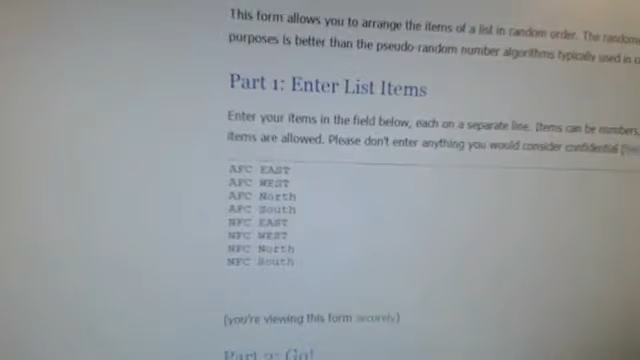 This form allows you to arrange the items of a list in random order. The
purposes is better than the pseudo-random number algorithms typically used in
Part 1: Enter List Items
Enter your items in the field below, each on a separate line. Items can be numbers,
items are allowed. Please don't enter anything you would consider confidential
AFC EAST
AFC WEST
AFC North
AFC South
NFC EAST
NFC WEST
NFC North
NFC South
(you're viewing this form securely)
Part 2: Go!